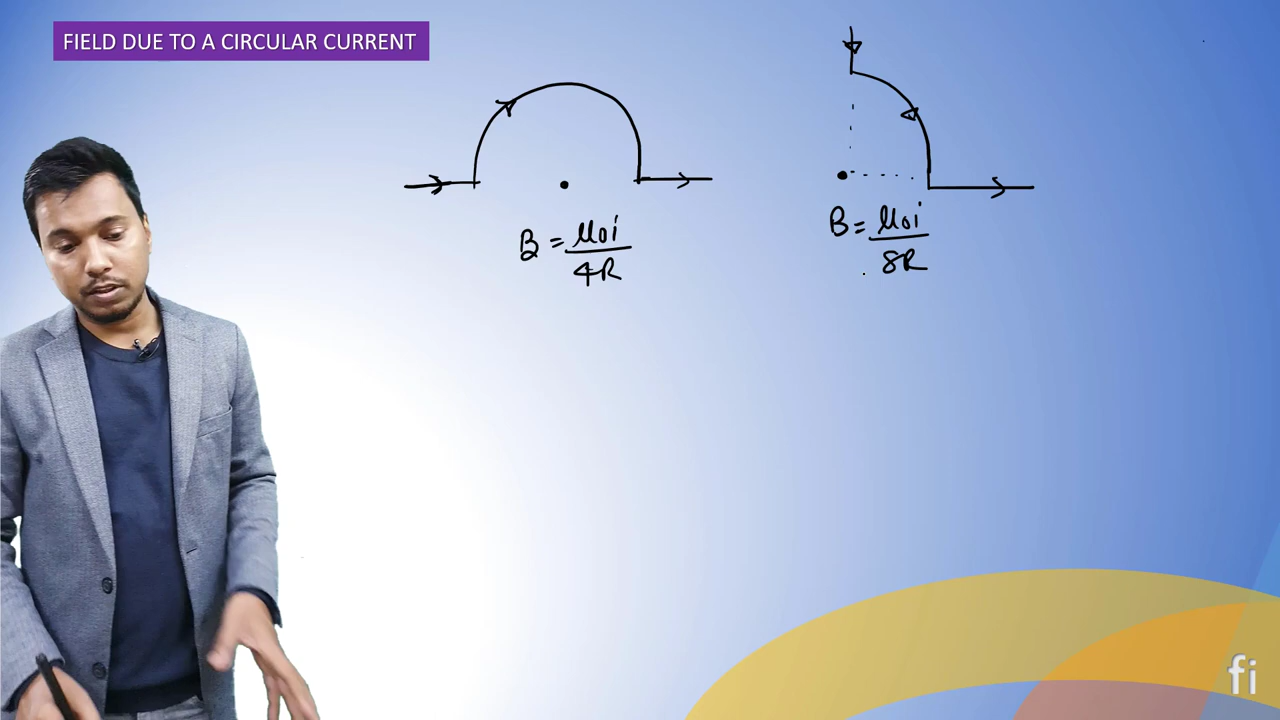 FIELD DUE TO A CIRCULAR CURRENT
B = μ0i / 4R
B = μ0i / 8R
fi